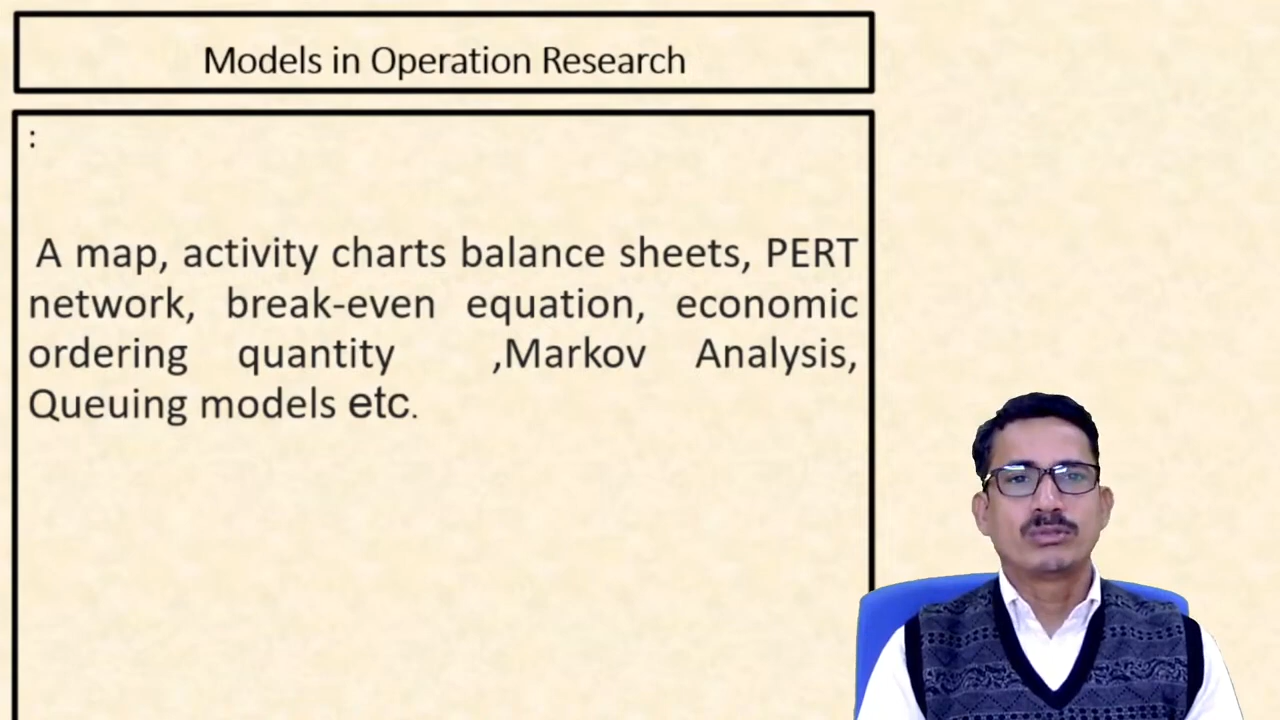 Models in Operation Research
:
A map, activity charts balance sheets, PERT
network, break-even equation, economic
ordering quantity ,Markov Analysis,
Queuing models etc.